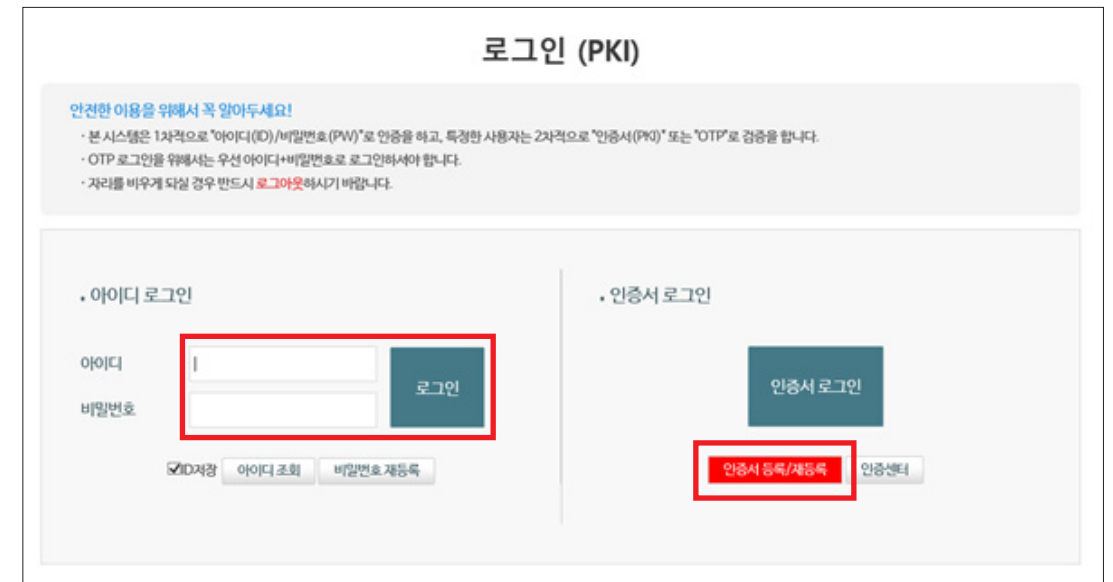 로그인 (PKI)
안전한 이용을 위해서 꼭 알아두세요!
· 본 시스템은 1차적으로 "아이디(ID)/비밀번호(PW)"로 인증을 하고, 특정한 사용자는 2차적으로 "인증서(PKI)" 또는 "OTP"로 검증을 합니다.
· OTP 로그인을 위해서는 우선 아이디+비밀번호로 로그인하셔야 합니다.
· 자리를 비우게 되실 경우 반드시 로그아웃하시기 바랍니다.
• 아이디 로그인
아이디
비밀번호
로그인
ID저장 아이디 조회 비밀번호 재등록
• 인증서 로그인
인증서 로그인
인증서 등록/재등록 인증센터